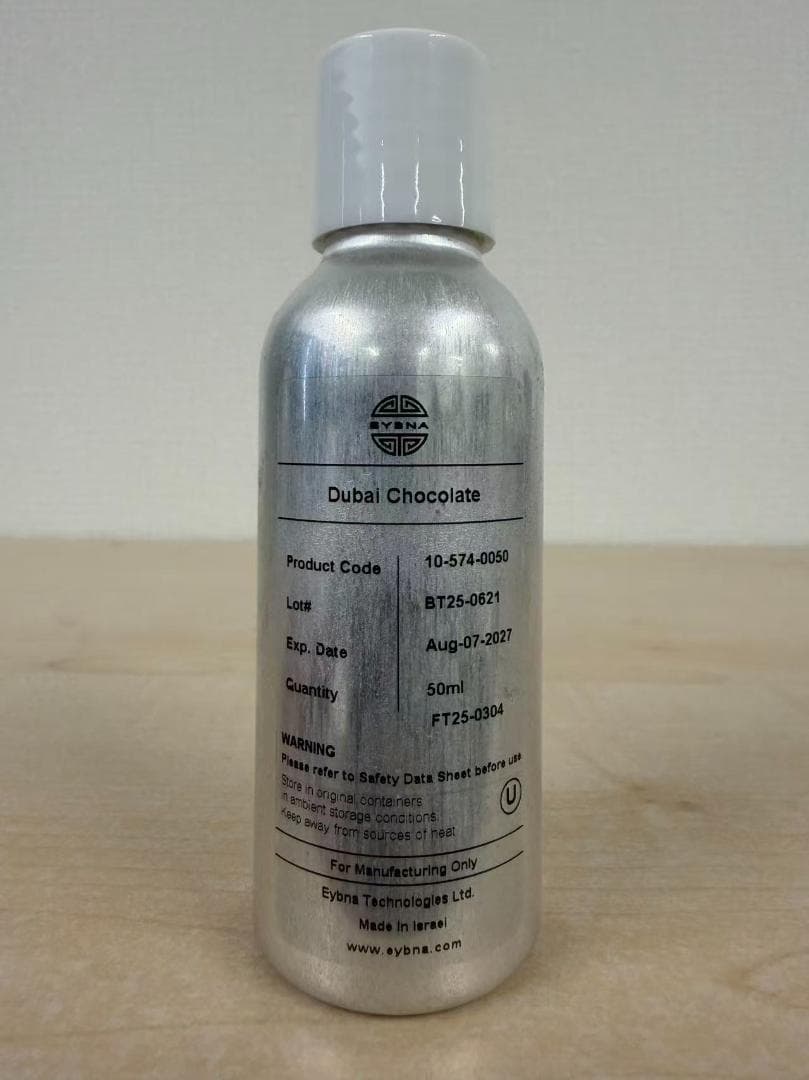 EYBNA
Dubai Chocolate
Product Code 10-574-0050
Lot# BT25-0621
Exp. Date Aug-07-2027
Quantity 50ml
FT25-0304
WARNING
Please refer to Safety Data Sheet before use
Store in original containers
in ambient storage conditions.
Keep away from sources of heat
U
For Manufacturing Only
Eybna Technologies Ltd.
Made in Israel
www.eybna.com